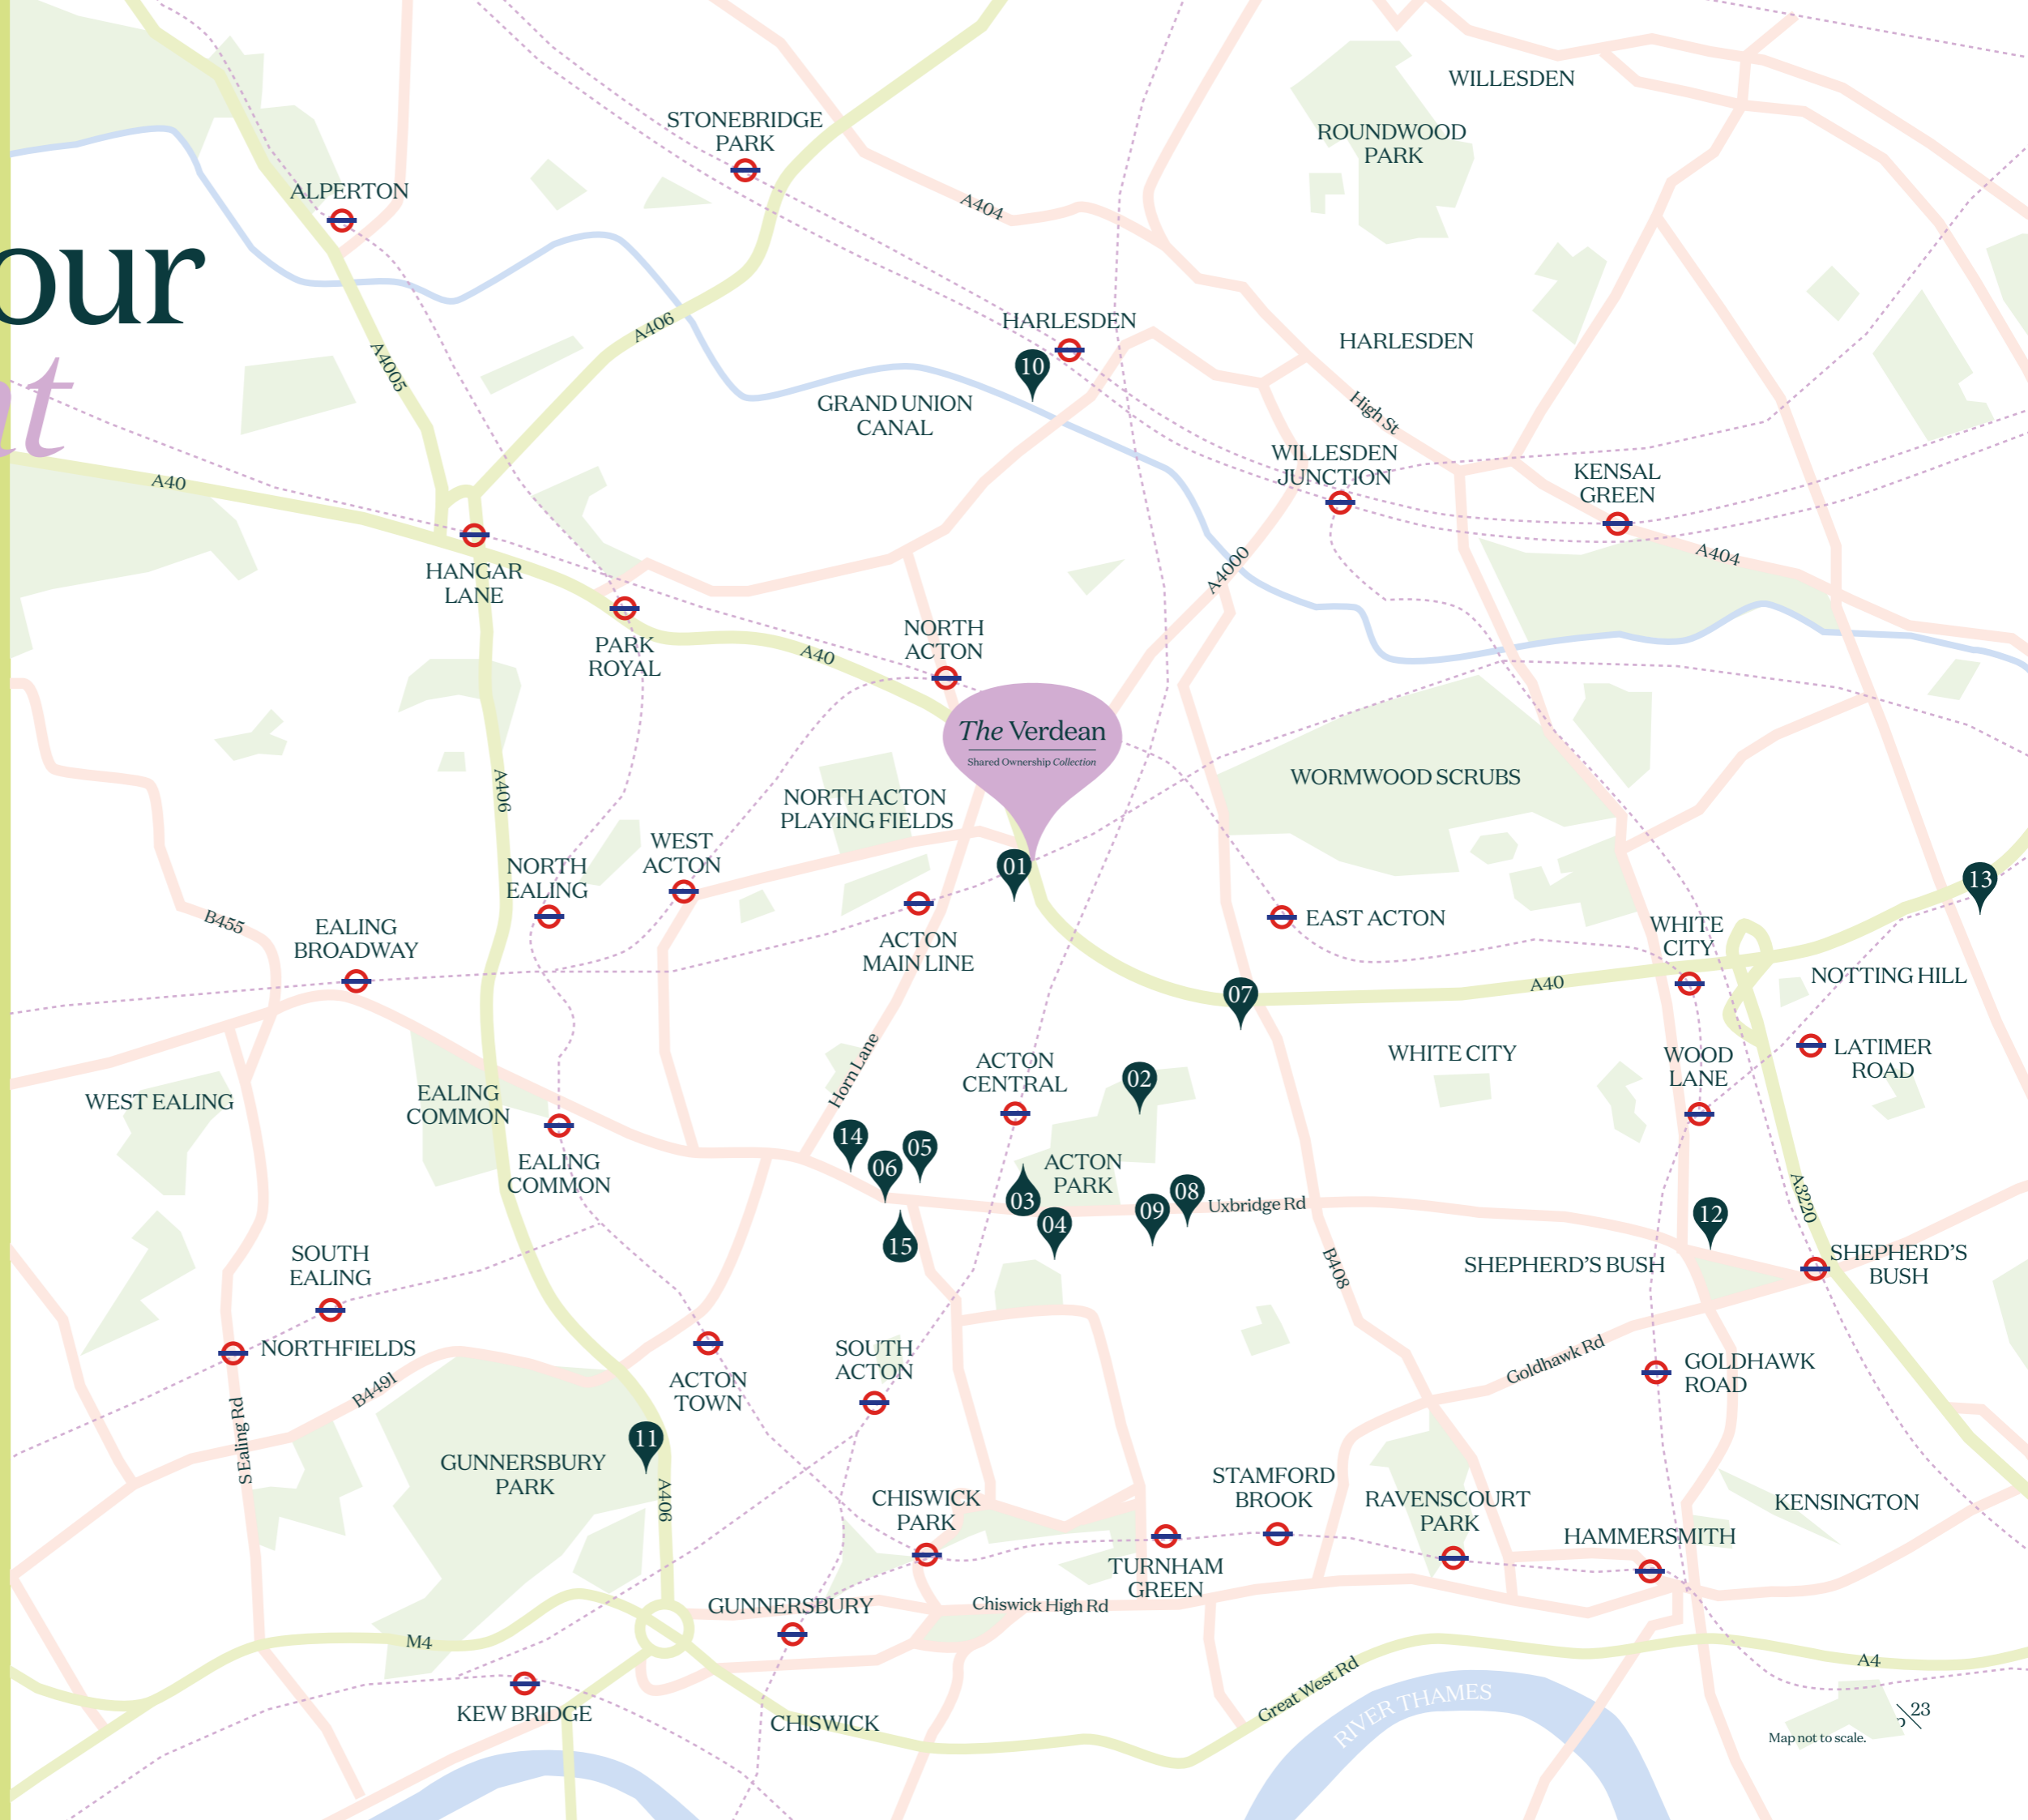 our
WILLESDEN
STONEBRIDGE
PARK
ROUNDWOOD
PARK
ALPERTON
A404
A406
HARLESDEN
HARLESDEN
10
A4005
GRAND UNION
CANAL
High St
WILLESDEN
JUNCTION
KENSAL
GREEN
A40
A404
HANGAR
LANE
A4000
PARK
ROYAL
A40
NORTH
ACTON
The Verdean
Shared Ownership Collection
WORMWOOD SCRUBS
A406
NORTH ACTON
PLAYING FIELDS
WEST
ACTON
NORTH
EALING
01
13
B455
EALING
BROADWAY
ACTON
MAIN LINE
EAST ACTON
WHITE
CITY
NOTTING HILL
A40
07
Horn Lane
ACTON
CENTRAL
WHITE CITY
WOOD
LANE
LATIMER
ROAD
02
WEST EALING
EALING
COMMON
14
05
06
EALING
COMMON
ACTON
PARK
03
04
09
08
Uxbridge Rd
A3220
12
15
SOUTH
EALING
B408
SHEPHERD'S BUSH
SHEPHERD'S
BUSH
NORTHFIELDS
SOUTH
ACTON
Goldhawk Rd
GOLDHAWK
ROAD
ACTON
TOWN
B4491
S Ealing Rd
11
GUNNERSBURY
PARK
A406
CHISWICK
PARK
STAMFORD
BROOK
RAVENSCOURT
PARK
KENSINGTON
HAMMERSMITH
TURNHAM
GREEN
GUNNERSBURY
Chiswick High Rd
M4
A4
Great West Rd
KEW BRIDGE
CHISWICK
RIVER THAMES
23
Map not to scale.